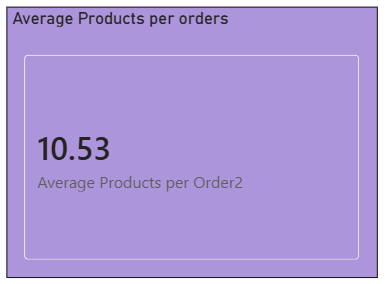 Average Products per orders
10.53
Average Products per Order2